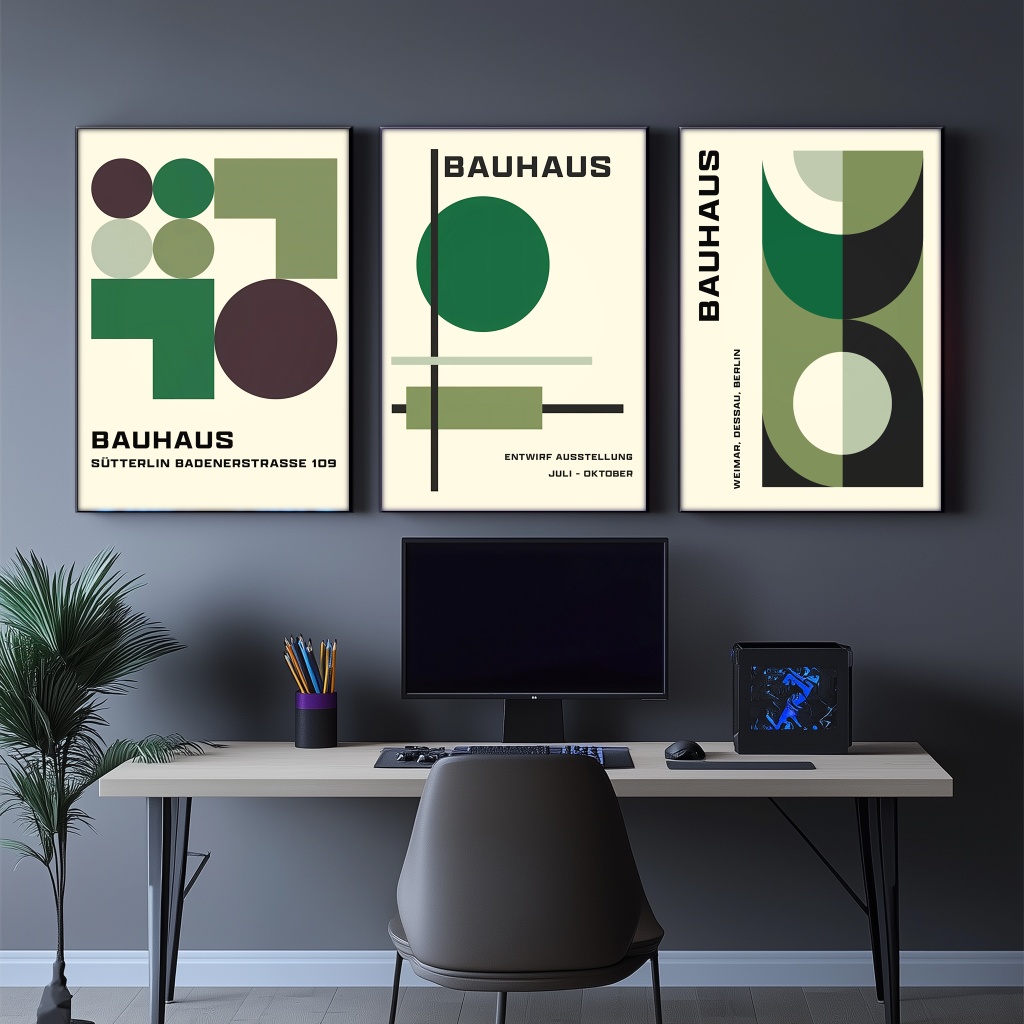 BAUHAUS
SÜTTERLIN BADENERSTRASSE 109
BAUHAUS
ENTWIRF AUSSTELLUNG
JULI - OKTOBER
BAUHAUS
WEIMAR, DESSAU, BERLIN